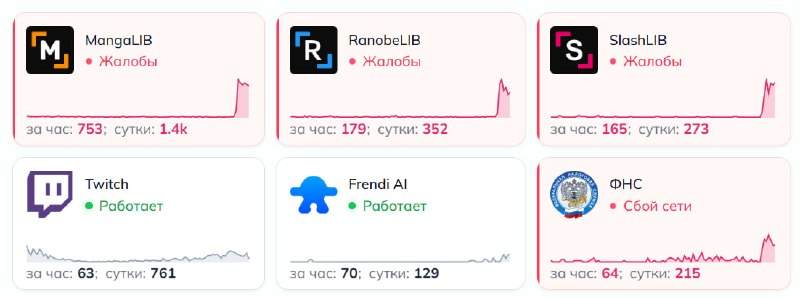 MangaLIB
Жалобы
за час: 753; сутки: 1.4k
RanobeLIB
Жалобы
за час: 179; сутки: 352
SlashLIB
Жалобы
за час: 165; сутки: 273
Twitch
Работает
за час: 63; сутки: 761
Frendi AI
Работает
за час: 70; сутки: 129
ФНС
Сбой сети
за час: 64; сутки: 215
M
R
S